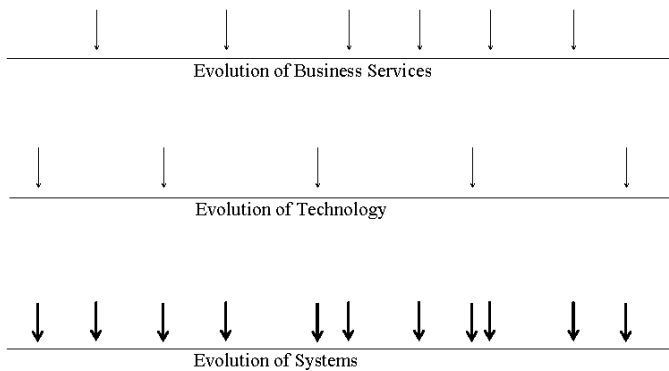 Evolution of Business Services
Evolution of Technology
Evolution of Systems